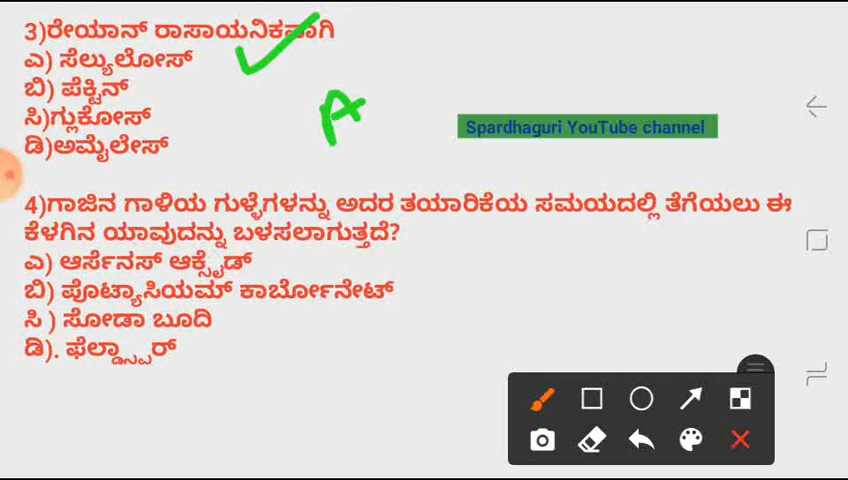 3)ರೇಯಾನ್ ರಾಸಾಯನಿಕವಾಗಿ
ಎ) ಸೆಲ್ಯುಲೋಸ್
ಬಿ) ಪೆಕ್ಟಿನ್
ಸಿ)ಗ್ಲುಕೋಸ್
ಡಿ)ಅಮೈಲೇಸ್
A
Spardhaguri YouTube channel
4)ಗಾಜಿನ ಗಾಳಿಯ ಗುಳ್ಳೆಗಳನ್ನು ಅದರ ತಯಾರಿಕೆಯ ಸಮಯದಲ್ಲಿ ತೆಗೆಯಲು ಈ
ಕೆಳಗಿನ ಯಾವುದನ್ನು ಬಳಸಲಾಗುತ್ತದೆ?
ಎ) ಆರ್ಸೆನಸ್ ಆಕ್ಸೈಡ್
ಬಿ) ಪೊಟ್ಯಾಸಿಯಮ್ ಕಾರ್ಬೋನೇಟ್
ಸಿ ) ಸೋಡಾ ಬೂದಿ
ಡಿ). ಫೆಲ್ಡ್ಸ್ಪಾರ್